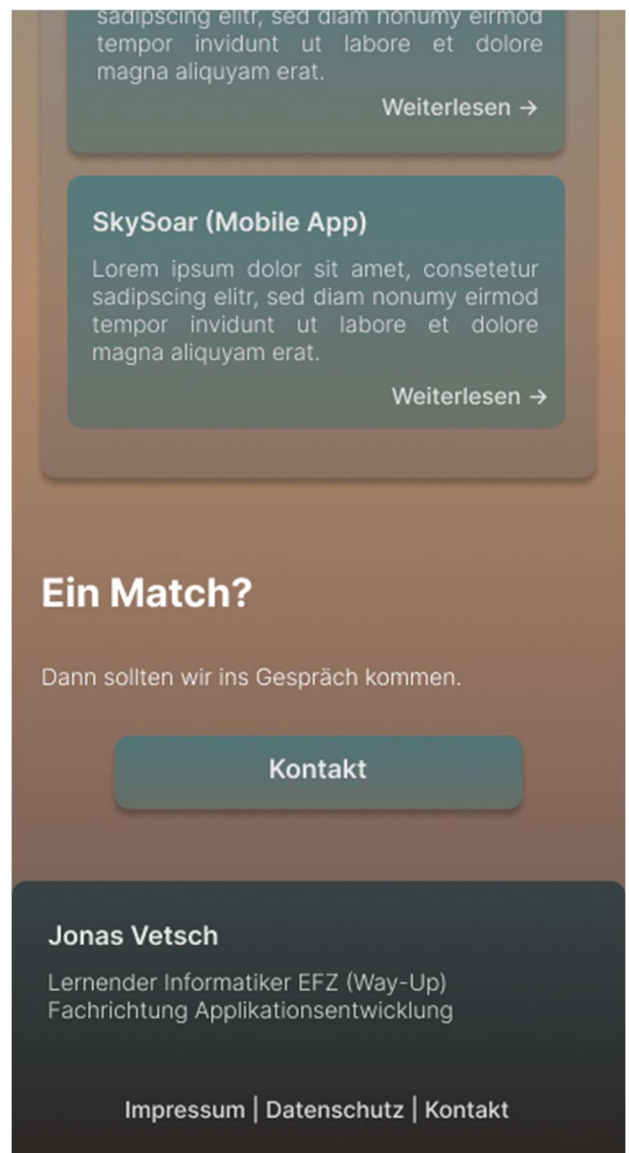 sadipscing elitr, sed diam nonumy eirmod
tempor invidunt ut labore et dolore
magna aliquyam erat.
Weiterlesen →
SkySoar (Mobile App)
Lorem ipsum dolor sit amet, consetetur
sadipscing elitr, sed diam nonumy eirmod
tempor invidunt ut labore et dolore
magna aliquyam erat.
Weiterlesen →
Ein Match?
Dann sollten wir ins Gespräch kommen.
Kontakt
Jonas Vetsch
Lernender Informatiker EFZ (Way-Up)
Fachrichtung Applikationsentwicklung
Impressum | Datenschutz | Kontakt